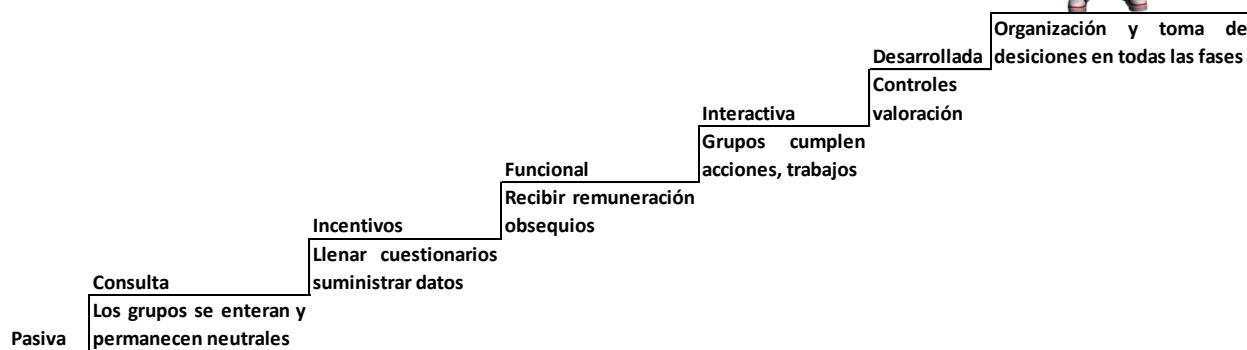 Organización y toma de
Desarrollada desiciones en todas las fases
Controles
Interactiva valoración
Grupos cumplen
Funcional acciones, trabajos
Recibir remuneración
Incentivos obsequios
Llenar cuestionarios
Consulta suministrar datos
Los grupos se enteran y
Pasiva permanecen neutrales